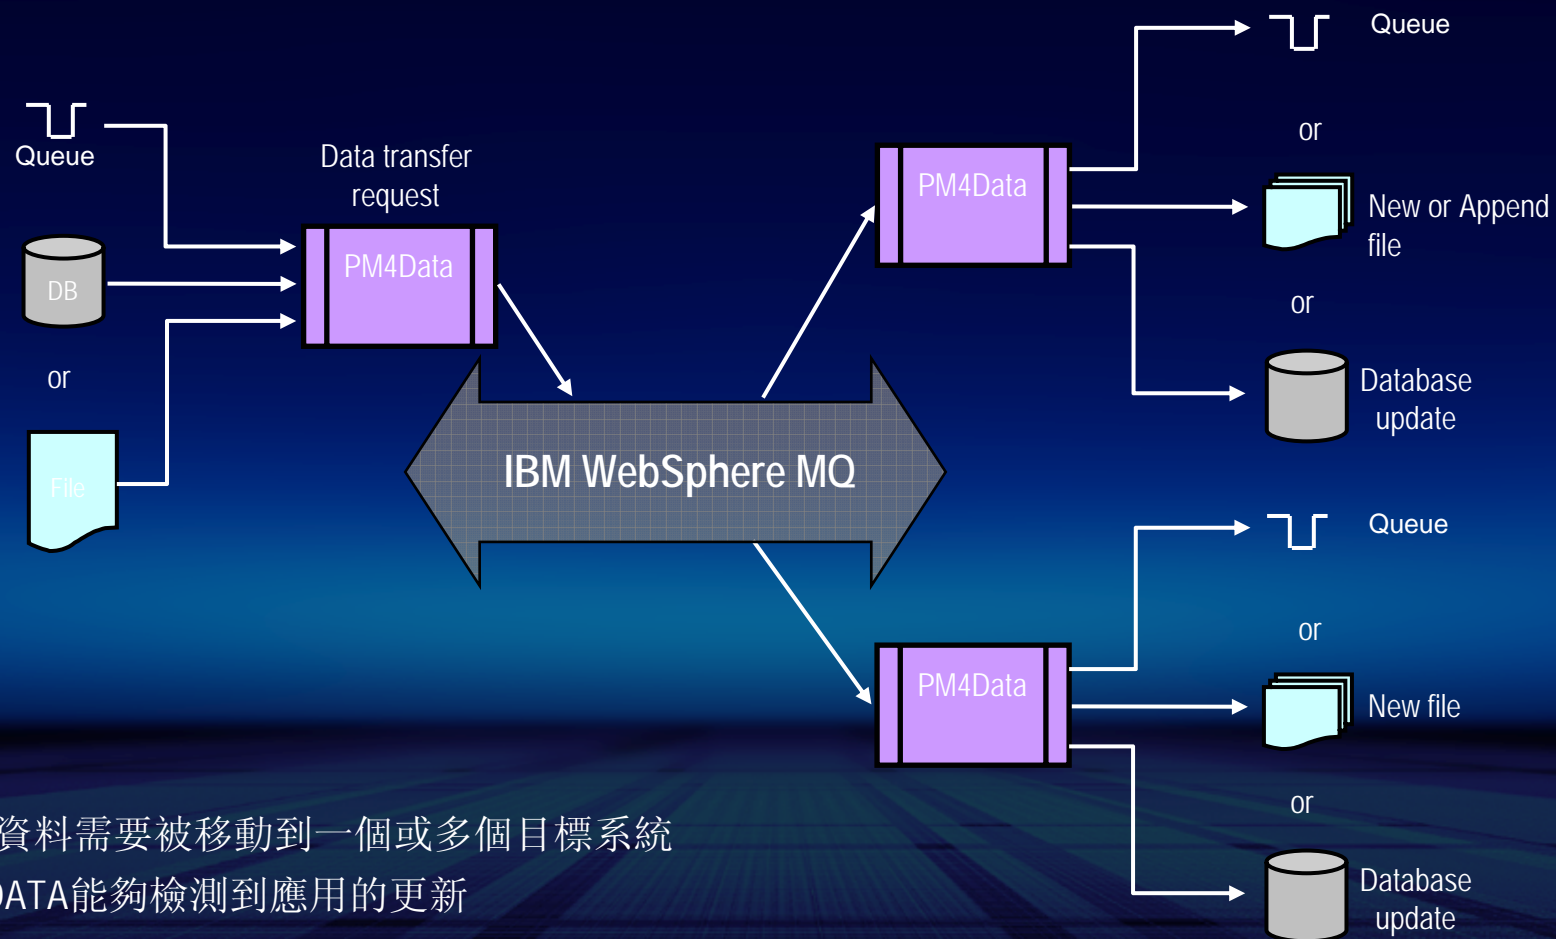 Queue
DB
or
File
Data transfer
request
PM4Data
IBM WebSphere MQ
PM4Data
Queue
or
New or Append
file
or
Database
update
PM4Data
Queue
or
New file
or
Database
update
資料需要被移動到一個或多個目標系統
DATA能夠檢測到應用的更新